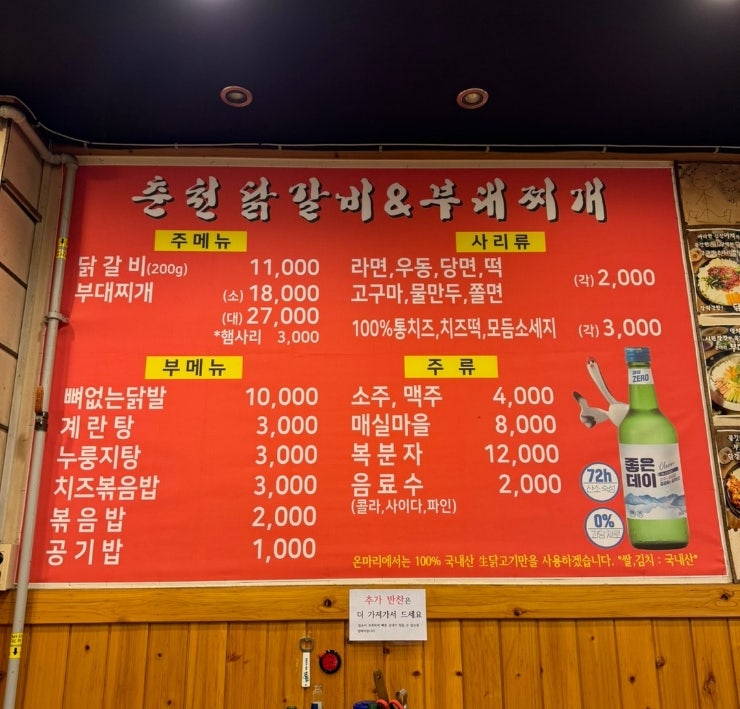 춘천닭갈비&부대찌개
주메뉴
닭갈비(200g) 11,000
부대찌개 (소) 18,000
(대) 27,000
*햄사리 3,000
사리류
라면,우동,당면,떡
고구마,물만두,쫄면
(각) 2,000
100%통치즈,치즈떡,모듬소세지 (각) 3,000
부메뉴
뼈없는닭발 10,000
계란탕 3,000
누룽지탕 3,000
치즈볶음밥 3,000
볶음밥 2,000
공기밥 1,000
주류
소주, 맥주 4,000
매실마을 8,000
복분자 12,000
음료수 2,000
(콜라,사이다,파인)
ZERO
좋은
데이
72h
산소숙성
0%
과당제로
온마리에서는 100% 국내산 生닭고기만을 사용하겠습니다. "쌀,김치 : 국내산"
추가 반찬은
더 가져가서 드세요